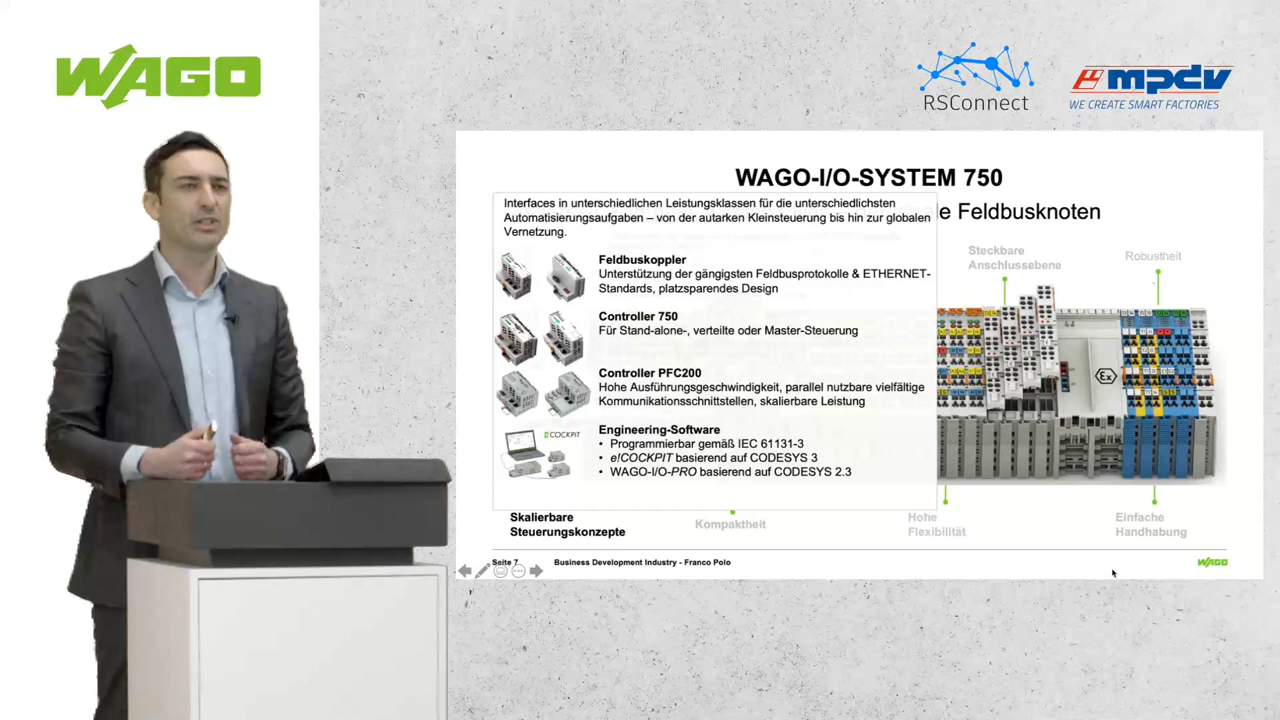 WAGO
RSConnect
mpdv
WE CREATE SMART FACTORIES
WAGO-I/O-SYSTEM 750
le Feldbusknoten
Interfaces in unterschiedlichen Leistungsklassen für die unterschiedlichsten
Automatisierungsaufgaben – von der autarken Kleinsteuerung bis hin zur globalen
Vernetzung.
Feldbuskoppler
Unterstützung der gängigsten Feldbusprotokolle & ETHERNET-
Standards, platzsparendes Design
Controller 750
Für Stand-alone-, verteilte oder Master-Steuerung
Controller PFC200
Hohe Ausführungsgeschwindigkeit, parallel nutzbare vielfältige
Kommunikationsschnittstellen, skalierbare Leistung
e!COCKPIT
Engineering-Software
• Programmierbar gemäß IEC 61131-3
• e!COCKPIT basierend auf CODESYS 3
• WAGO-I/O-PRO basierend auf CODESYS 2.3
Steckbare
Anschlussebene
Robustheit
Ex
Skalierbare
Steuerungskonzepte
Kompaktheit
Hohe
Flexibilität
Einfache
Handhabung
Seite 7
Business Development Industry - Franco Polo
WAGO